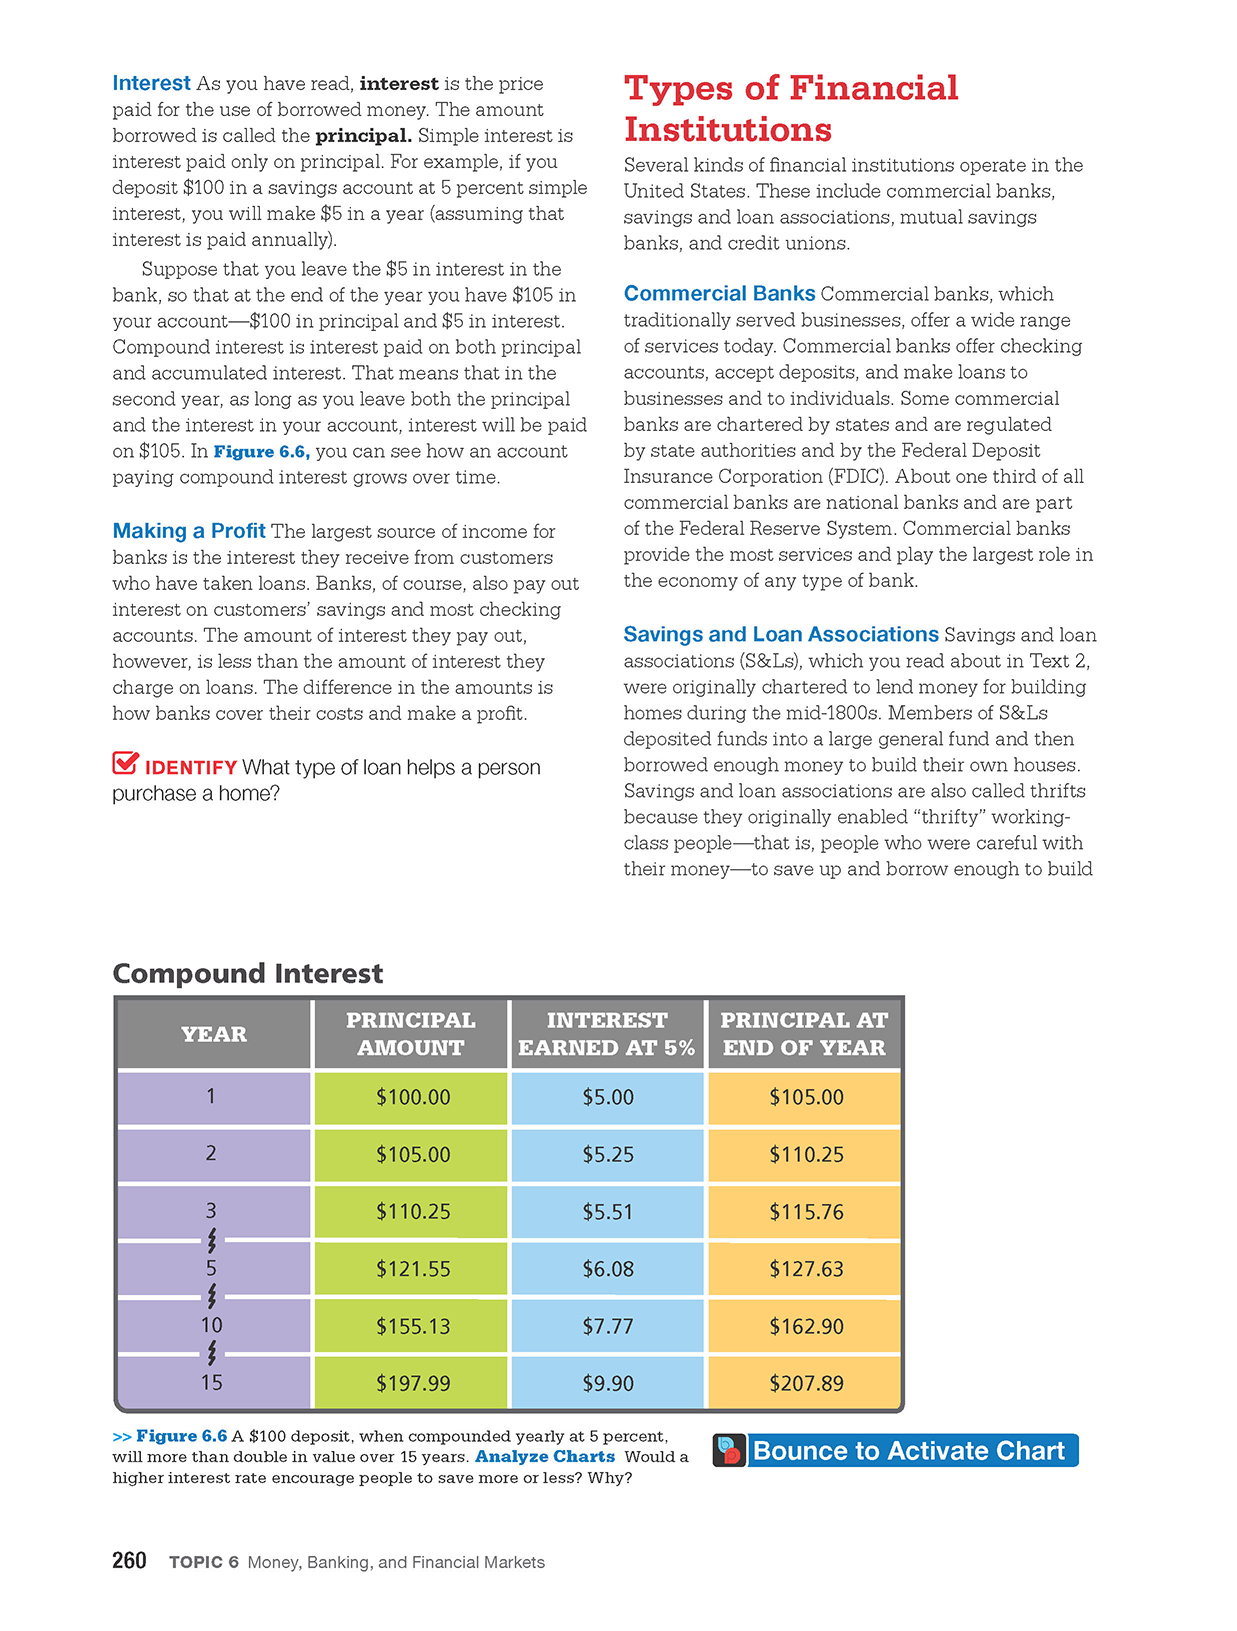 Interest As you have read, interest is the price
paid for the use of borrowed money. The amount
borrowed is called the principal. Simple interest is
interest paid only on principal. For example, if you
deposit $100 in a savings account at 5 percent simple
interest, you will make $5 in a year (assuming that
interest is paid annually).
Suppose that you leave the $5 in interest in the
bank, so that at the end of the year you have $105 in
your account—$100 in principal and $5 in interest.
Compound interest is interest paid on both principal
and accumulated interest. That means that in the
second year, as long as you leave both the principal
and the interest in your account, interest will be paid
on $105. In Figure 6.6, you can see how an account
paying compound interest grows over time.
Making a Profit The largest source of income for
banks is the interest they receive from customers
who have taken loans. Banks, of course, also pay out
interest on customers’ savings and most checking
accounts. The amount of interest they pay out,
however, is less than the amount of interest they
charge on loans. The difference in the amounts is
how banks cover their costs and make a profit.
IDENTIFY What type of loan helps a person
purchase a home?
Types of Financial
Institutions
Several kinds of financial institutions operate in the
United States. These include commercial banks,
savings and loan associations, mutual savings
banks, and credit unions.
Commercial Banks Commercial banks, which
traditionally served businesses, offer a wide range
of services today. Commercial banks offer checking
accounts, accept deposits, and make loans to
businesses and to individuals. Some commercial
banks are chartered by states and are regulated
by state authorities and by the Federal Deposit
Insurance Corporation (FDIC). About one third of all
commercial banks are national banks and are part
of the Federal Reserve System. Commercial banks
provide the most services and play the largest role in
the economy of any type of bank.
Savings and Loan Associations Savings and loan
associations (S&Ls), which you read about in Text 2,
were originally chartered to lend money for building
homes during the mid-1800s. Members of S&Ls
deposited funds into a large general fund and then
borrowed enough money to build their own houses.
Savings and loan associations are also called thrifts
because they originally enabled “thrifty” working-
class people—that is, people who were careful with
their money—to save up and borrow enough to build
Compound Interest
YEAR PRINCIPAL AMOUNT INTEREST EARNED AT 5% PRINCIPAL AT END OF YEAR
1 $100.00 $5.00 $105.00
2 $105.00 $5.25 $110.25
3 $110.25 $5.51 $115.76
5 $121.55 $6.08 $127.63
10 $155.13 $7.77 $162.90
15 $197.99 $9.90 $207.89
>> Figure 6.6 A $100 deposit, when compounded yearly at 5 percent,
will more than double in value over 15 years. Analyze Charts Would a
higher interest rate encourage people to save more or less? Why?
Bounce to Activate Chart
260 TOPIC 6 Money, Banking, and Financial Markets